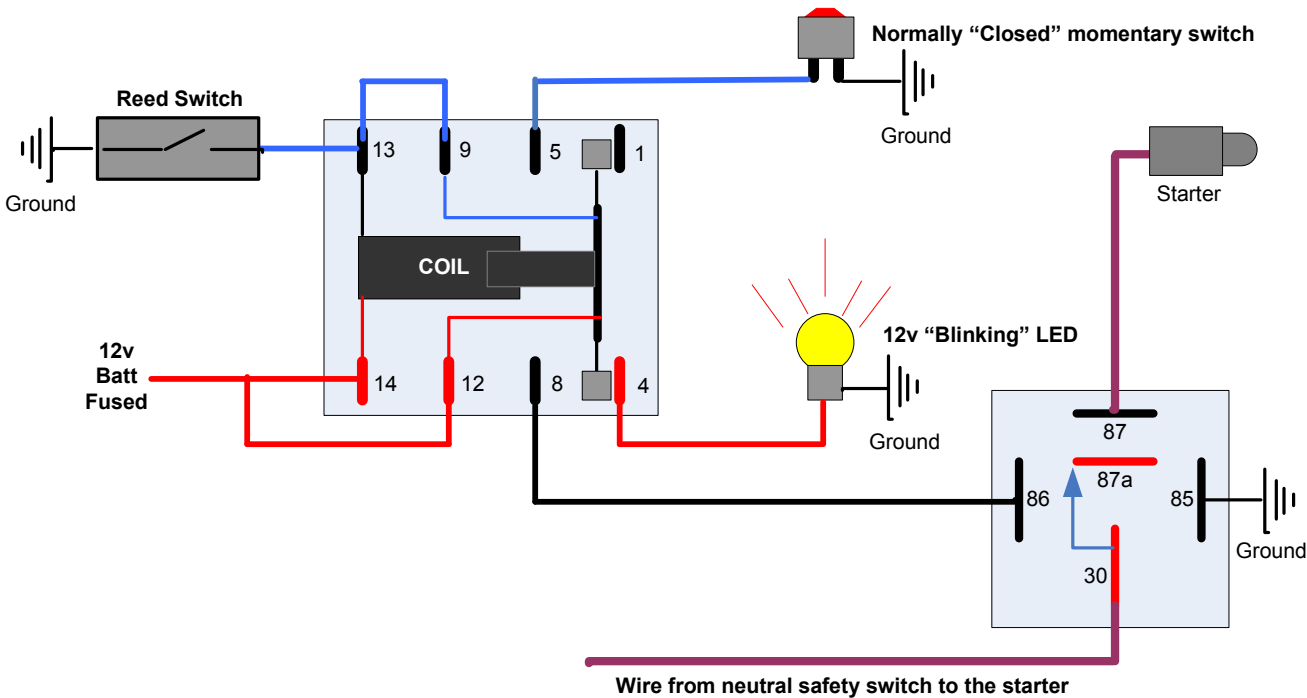 Normally “Closed” momentary switch
Ground
Reed Switch
Ground
13
9
5
1
Starter
COIL
12v “Blinking” LED
Ground
12v
Batt
Fused
14
12
8
4
87
87a
86
85
Ground
30
Wire from neutral safety switch to the starter